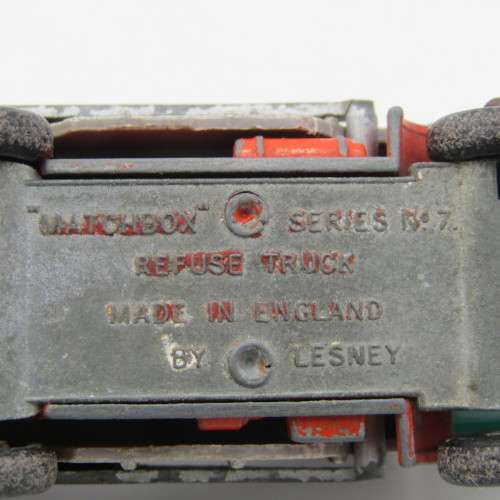 "MATCHBOX" SERIES No 7.
REFUSE TRUCK
MADE IN ENGLAND
BY LESNEY